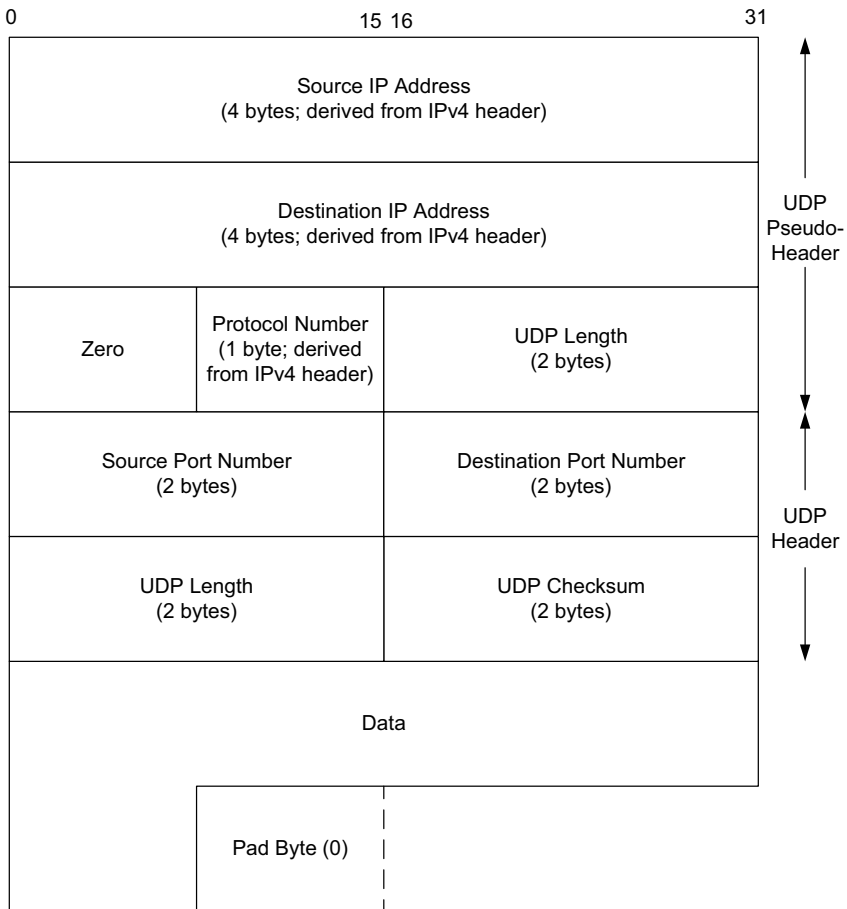 0
15 16
31
Source IP Address
(4 bytes; derived from IPv4 header)
Destination IP Address
(4 bytes; derived from IPv4 header)
UDP
Pseudo-
Header
Zero
Protocol Number
(1 byte; derived
from IPv4 header)
UDP Length
(2 bytes)
Source Port Number
(2 bytes)
Destination Port Number
(2 bytes)
UDP
Header
UDP Length
(2 bytes)
UDP Checksum
(2 bytes)
Data
Pad Byte (0)